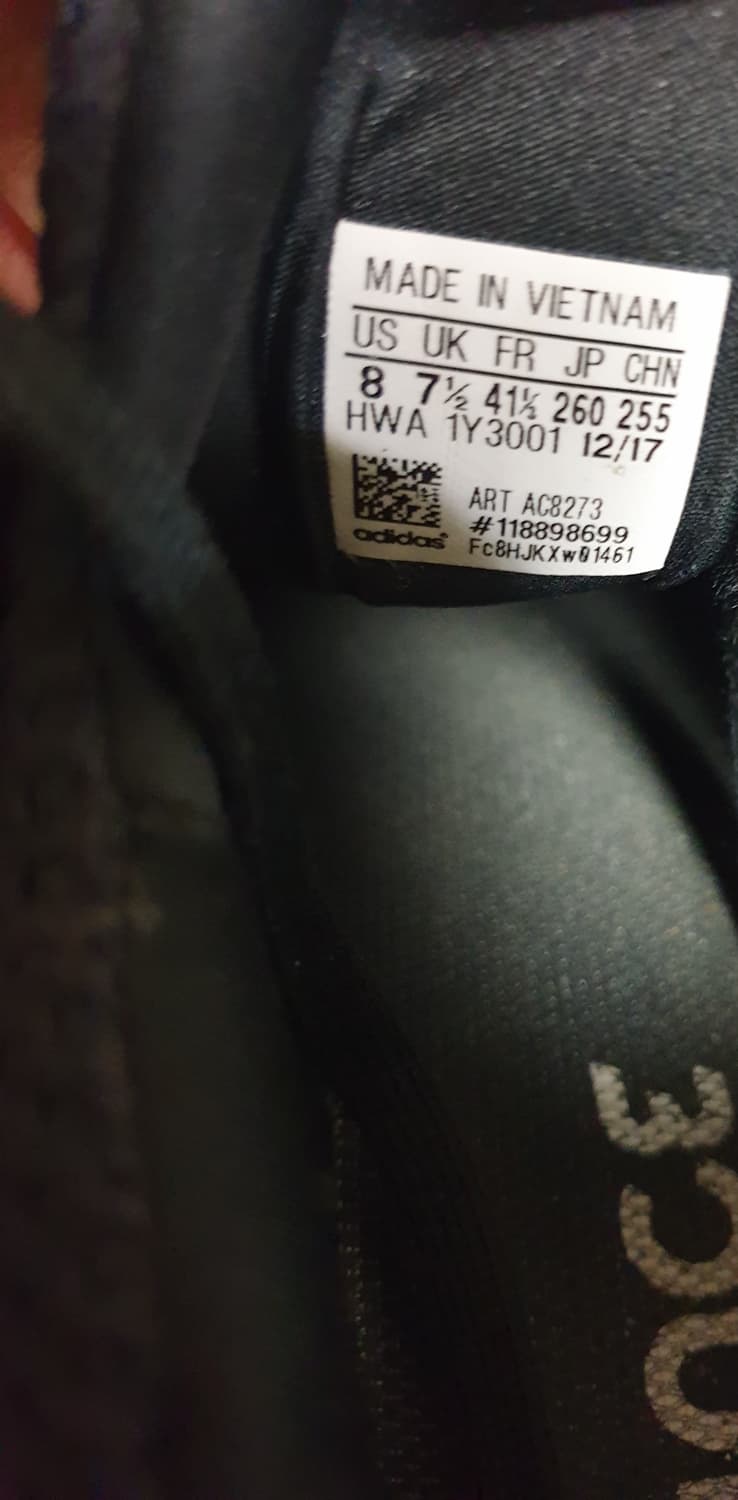 MADE IN VIETNAM
US UK FR JP CHN
8 7½ 41⅓ 260 255
HWA 1Y3001 12/17
ART AC8273
#118898699
adidas
Fc8HJKXw01461